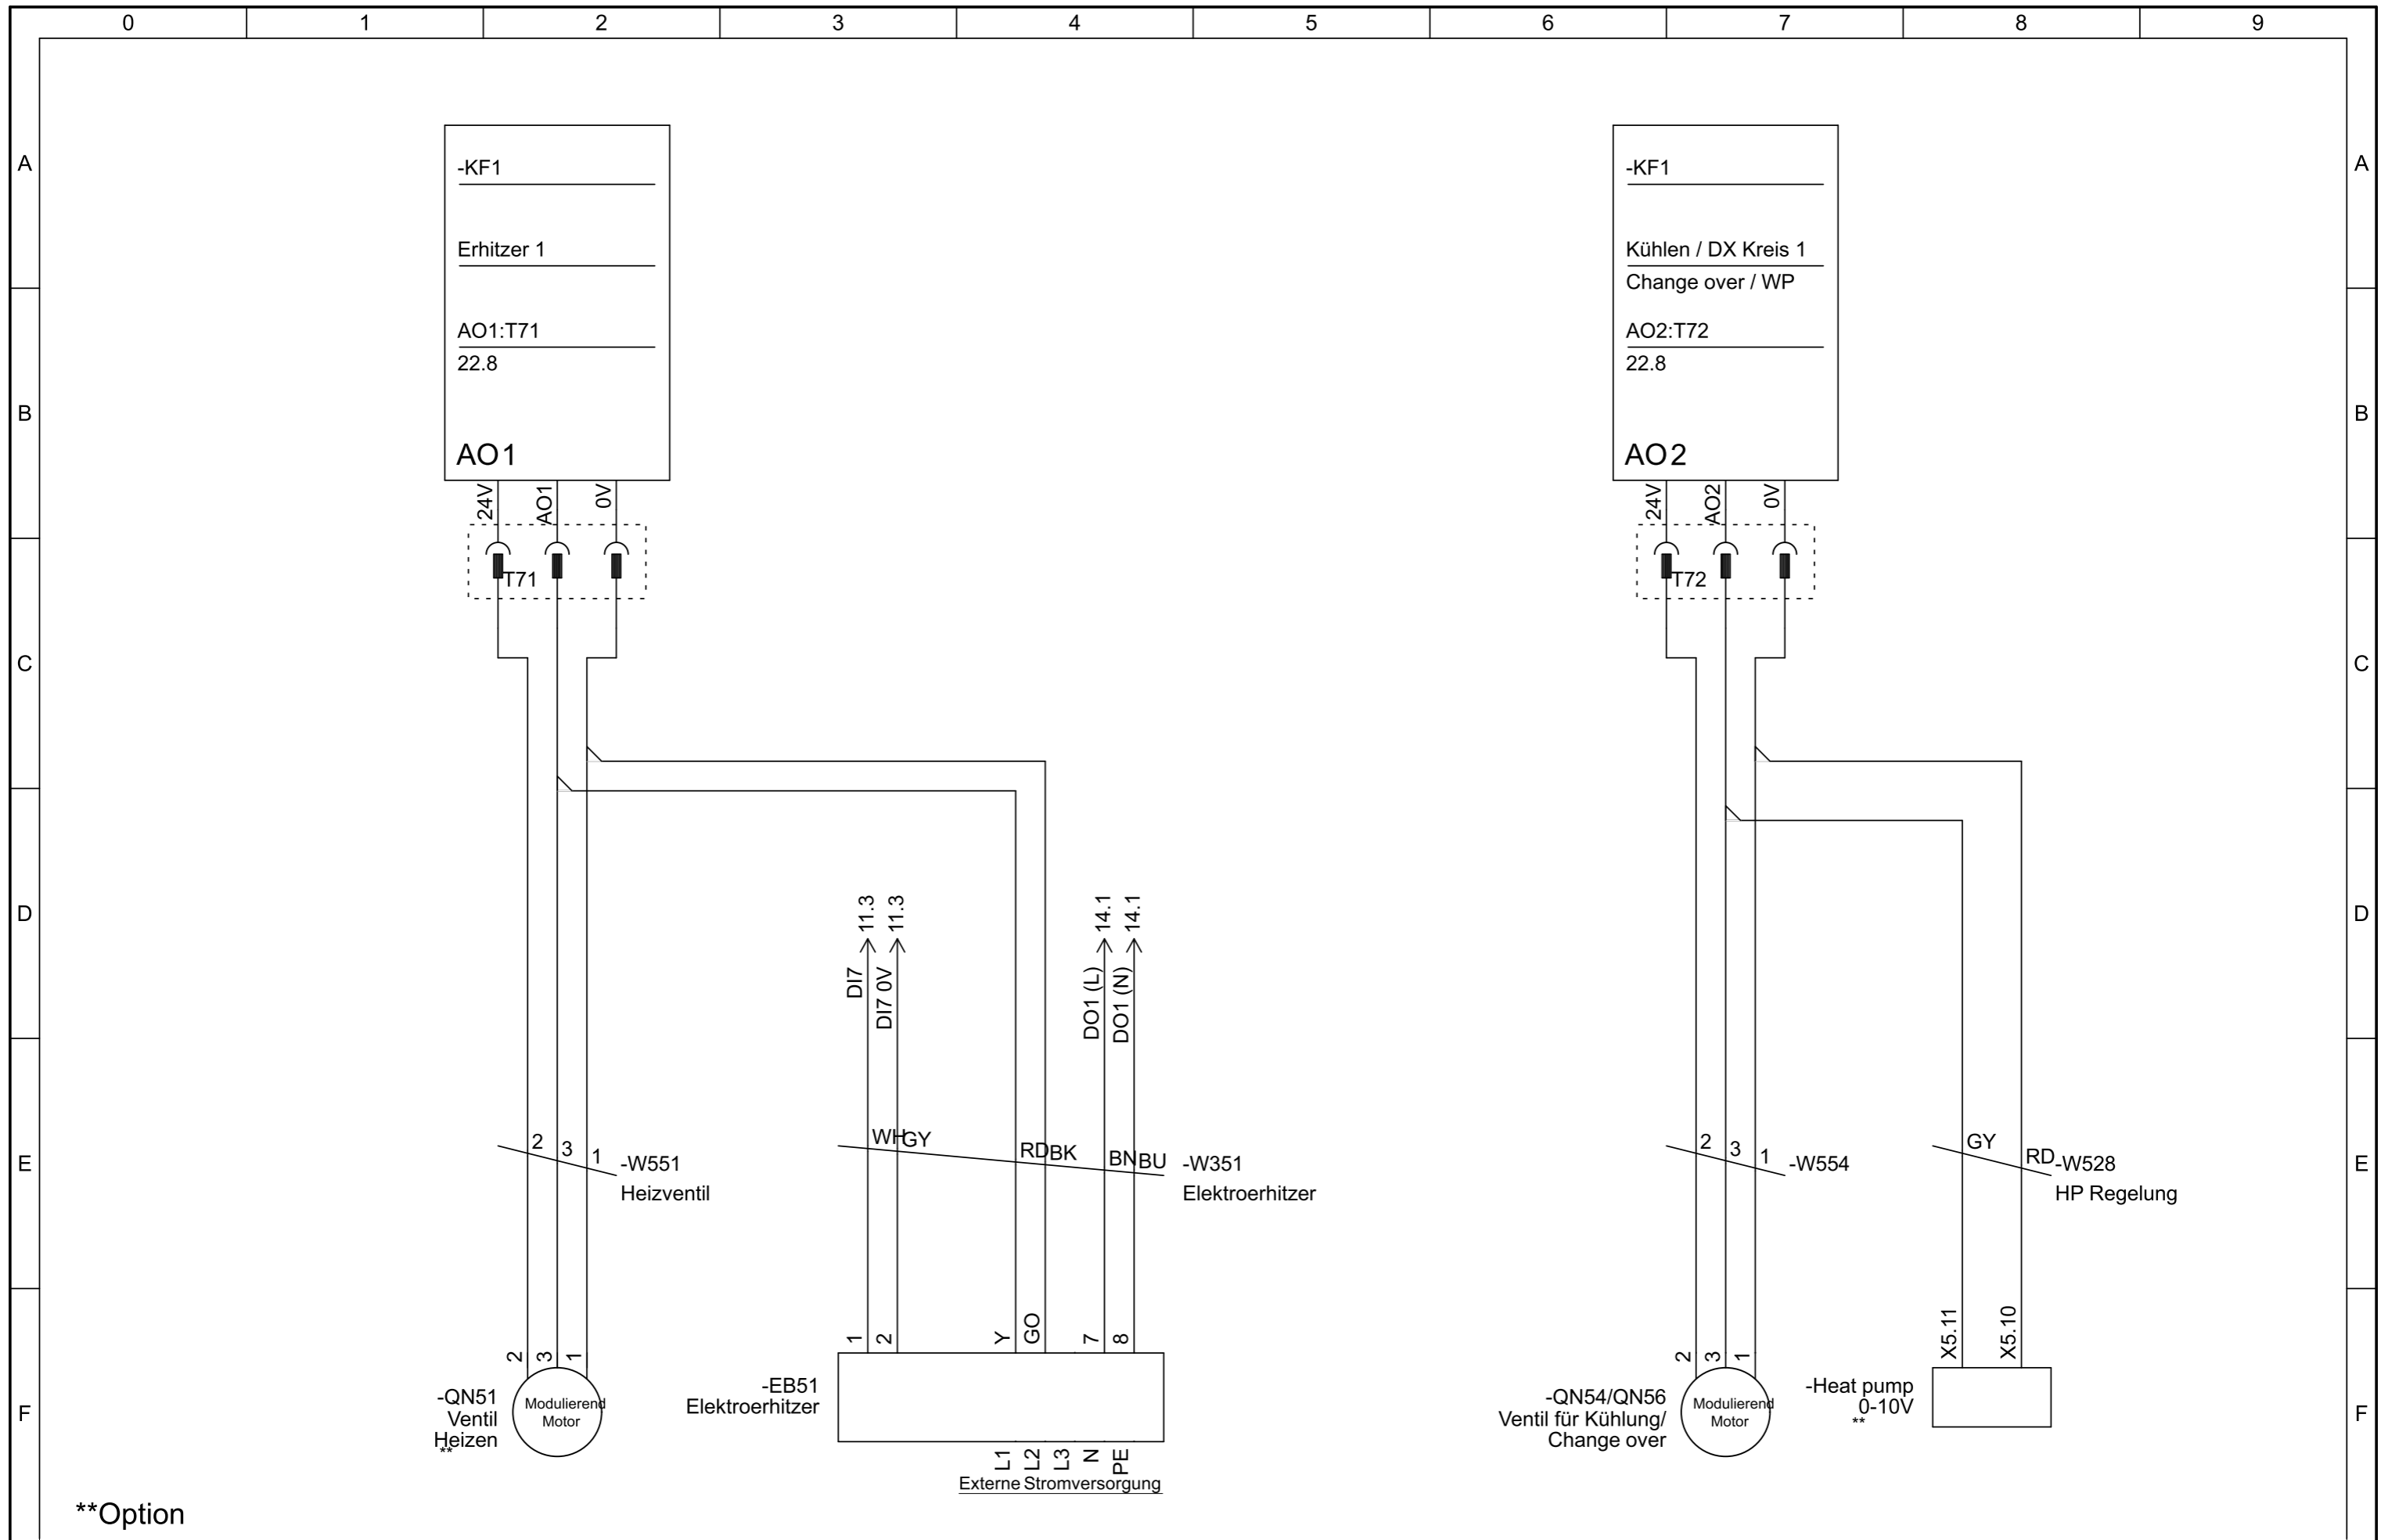 0 1 2 3 4 5 6 7 8 9
A
A
-KF1
Erhitzer 1
AO1:T71
22.8
AO1
-KF1
Kühlen / DX Kreis 1
Change over / WP
AO2:T72
22.8
AO2
B
B
24V
AO1
0V
24V
AO2
0V
T71
T72
C
C
D
D
11.3
11.3
14.1
14.1
DI7
DI7 0V
DO1 (L)
DO1 (N)
E
E
2 3 1
-W551
Heizventil
WH GY RD BK BN BU
-W351
Elektroerhitzer
2 3 1
-W554
GY RD
-W528
HP Regelung
2 3 1
1 2 Y GO 7 8
2 3 1
X5.11
X5.10
F
F
-QN51
Ventil
Heizen
**
Modulierend
Motor
-EB51
Elektroerhitzer
L1 L2 L3 N PE
Externe Stromversorgung
-QN54/QN56
Ventil für Kühlung/
Change over
Modulierend
Motor
-Heat pump
0-10V
**
**Option